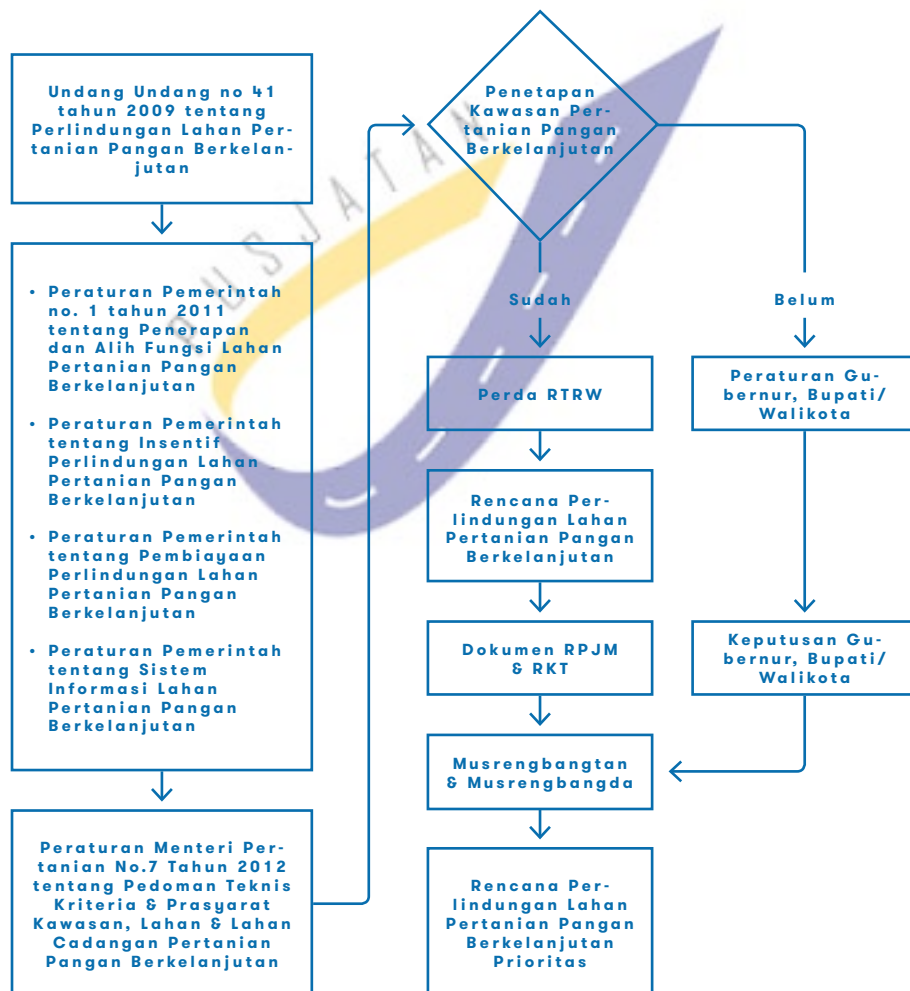 Undang Undang no 41
tahun 2009 tentang
Perlindungan Lahan Per-
tanian Pangan Berkelan-
jutan
• Peraturan Pemerintah
no. 1 tahun 2011
tentang Penerapan
dan Alih Fungsi Lahan
Pertanian Pangan
Berkelanjutan
• Peraturan Pemerintah
tentang Insentif
Perlindungan Lahan
Pertanian Pangan
Berkelanjutan
• Peraturan Pemerintah
tentang Pembiayaan
Perlindungan Lahan
Pertanian Pangan
Berkelanjutan
• Peraturan Pemerintah
tentang Sistem
Informasi Lahan
Pertanian Pangan
Berkelanjutan
Peraturan Menteri Per-
tanian No.7 Tahun 2012
tentang Pedoman Teknis
Kriteria & Prasyarat
Kawasan, Lahan & Lahan
Cadangan Pertanian
Pangan Berkelanjutan
Penetapan
Kawasan Per-
tanian Pangan
Berkelanjutan
Sudah
Perda RTRW
Rencana Per-
lindungan Lahan
Pertanian Pangan
Berkelanjutan
Dokumen RPJM
& RKT
Musrengbangtan
& Musrengbangda
Rencana Per-
lindungan Lahan
Pertanian Pangan
Berkelanjutan
Prioritas
Belum
Peraturan Gu-
bernur, Bupati/
Walikota
Keputusan Gu-
bernur, Bupati/
Walikota
PUSJATAN